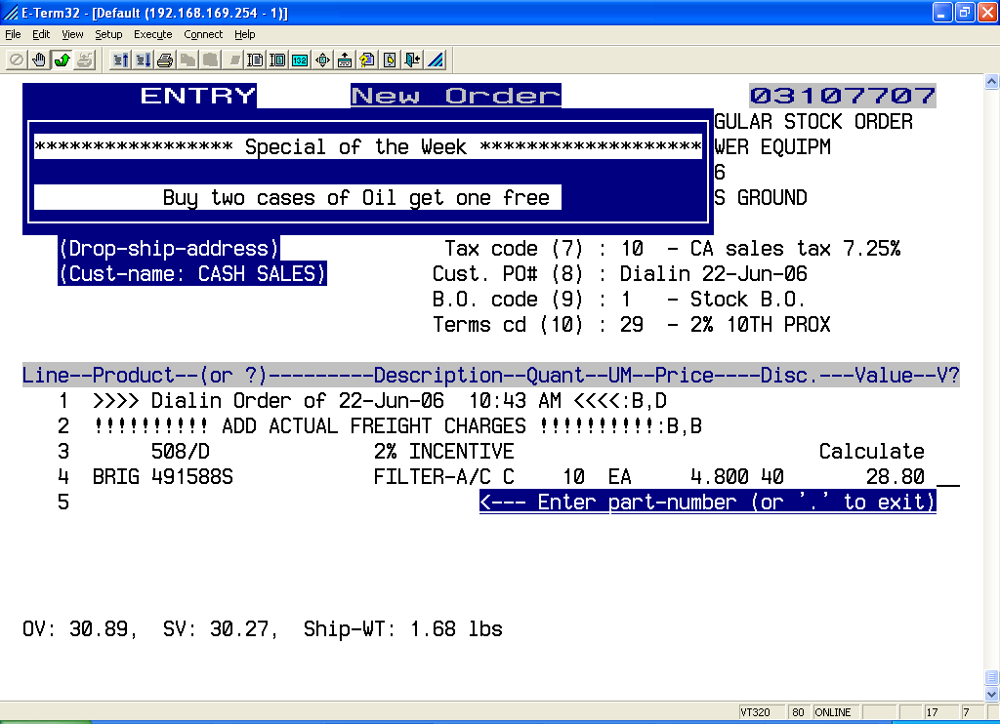 E-Term32 - [Default (192.168.169.254 - 1)]
File Edit View Setup Execute Connect Help
132
ENTRY New Order 03107707
GULAR STOCK ORDER
***************** Special of the Week ******************* WER EQUIPM
6
Buy two cases of Oil get one free S GROUND
(Drop-ship-address) Tax code (7) : 10 - CA sales tax 7.25%
(Cust-name: CASH SALES) Cust. PO# (8) : Dialin 22-Jun-06
B.O. code (9) : 1 - Stock B.O.
Terms cd (10) : 29 - 2% 10TH PROX
Line--Product--(or ?)---------Description--Quant--UM--Price----Disc.---Value--V?
1 >>>> Dialin Order of 22-Jun-06 10:43 AM <<<<:B,D
2 !!!!!!!!!! ADD ACTUAL FREIGHT CHARGES !!!!!!!!!!:B,B
3 508/D 2% INCENTIVE Calculate
4 BRIG 491588S FILTER-A/C C 10 EA 4.800 40 28.80 __
5 <--- Enter part-number (or '.' to exit)
OV: 30.89, SV: 30.27, Ship-WT: 1.68 lbs
VT320 80 ONLINE 17 7